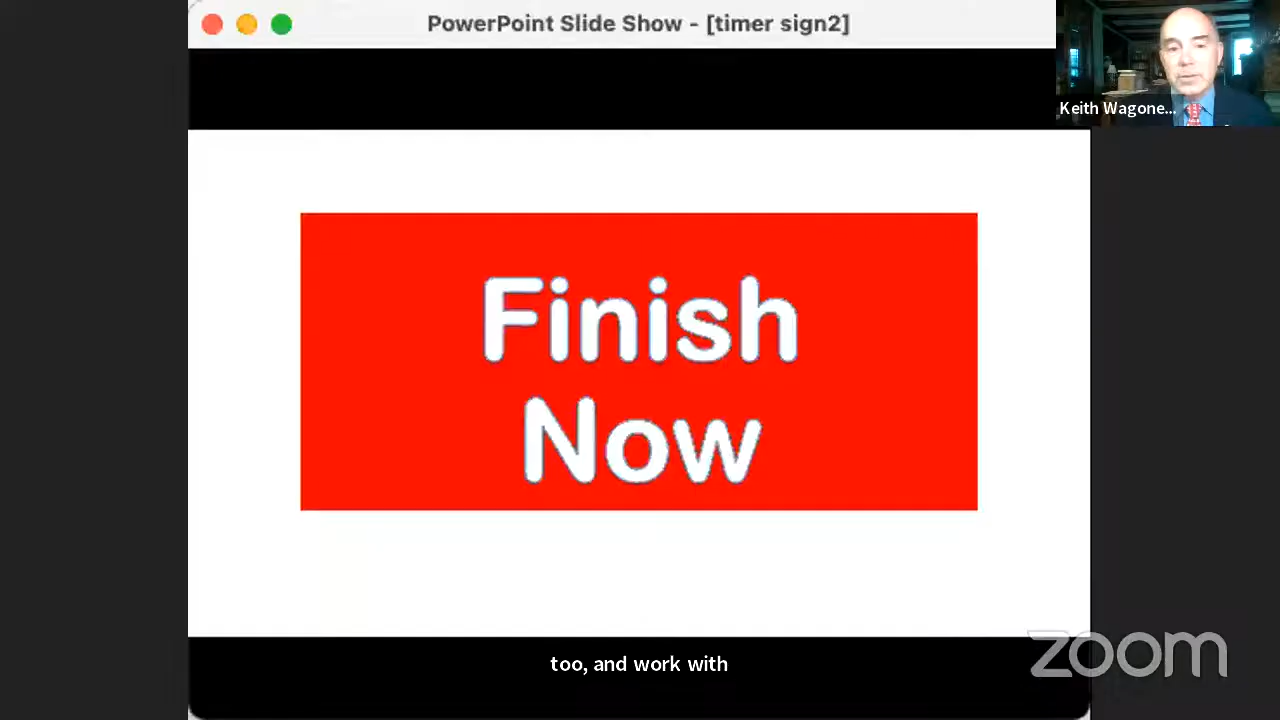 PowerPoint Slide Show - [timer sign2]
Keith Wagone...
Finish
Now
too, and work with
zoom